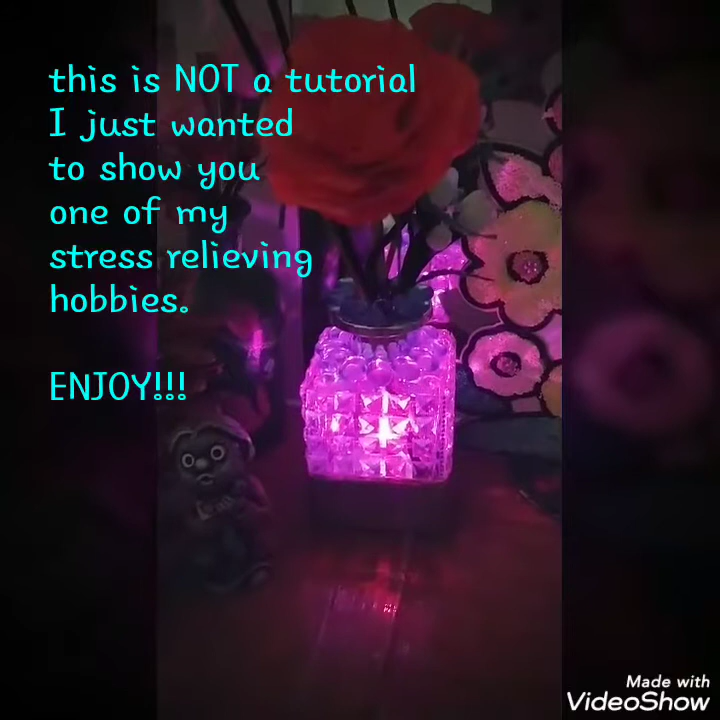 this is NOT a tutorial
I just wanted
to show you
one of my
stress relieving
hobbies.
ENJOY!!!
Made with
VideoShow